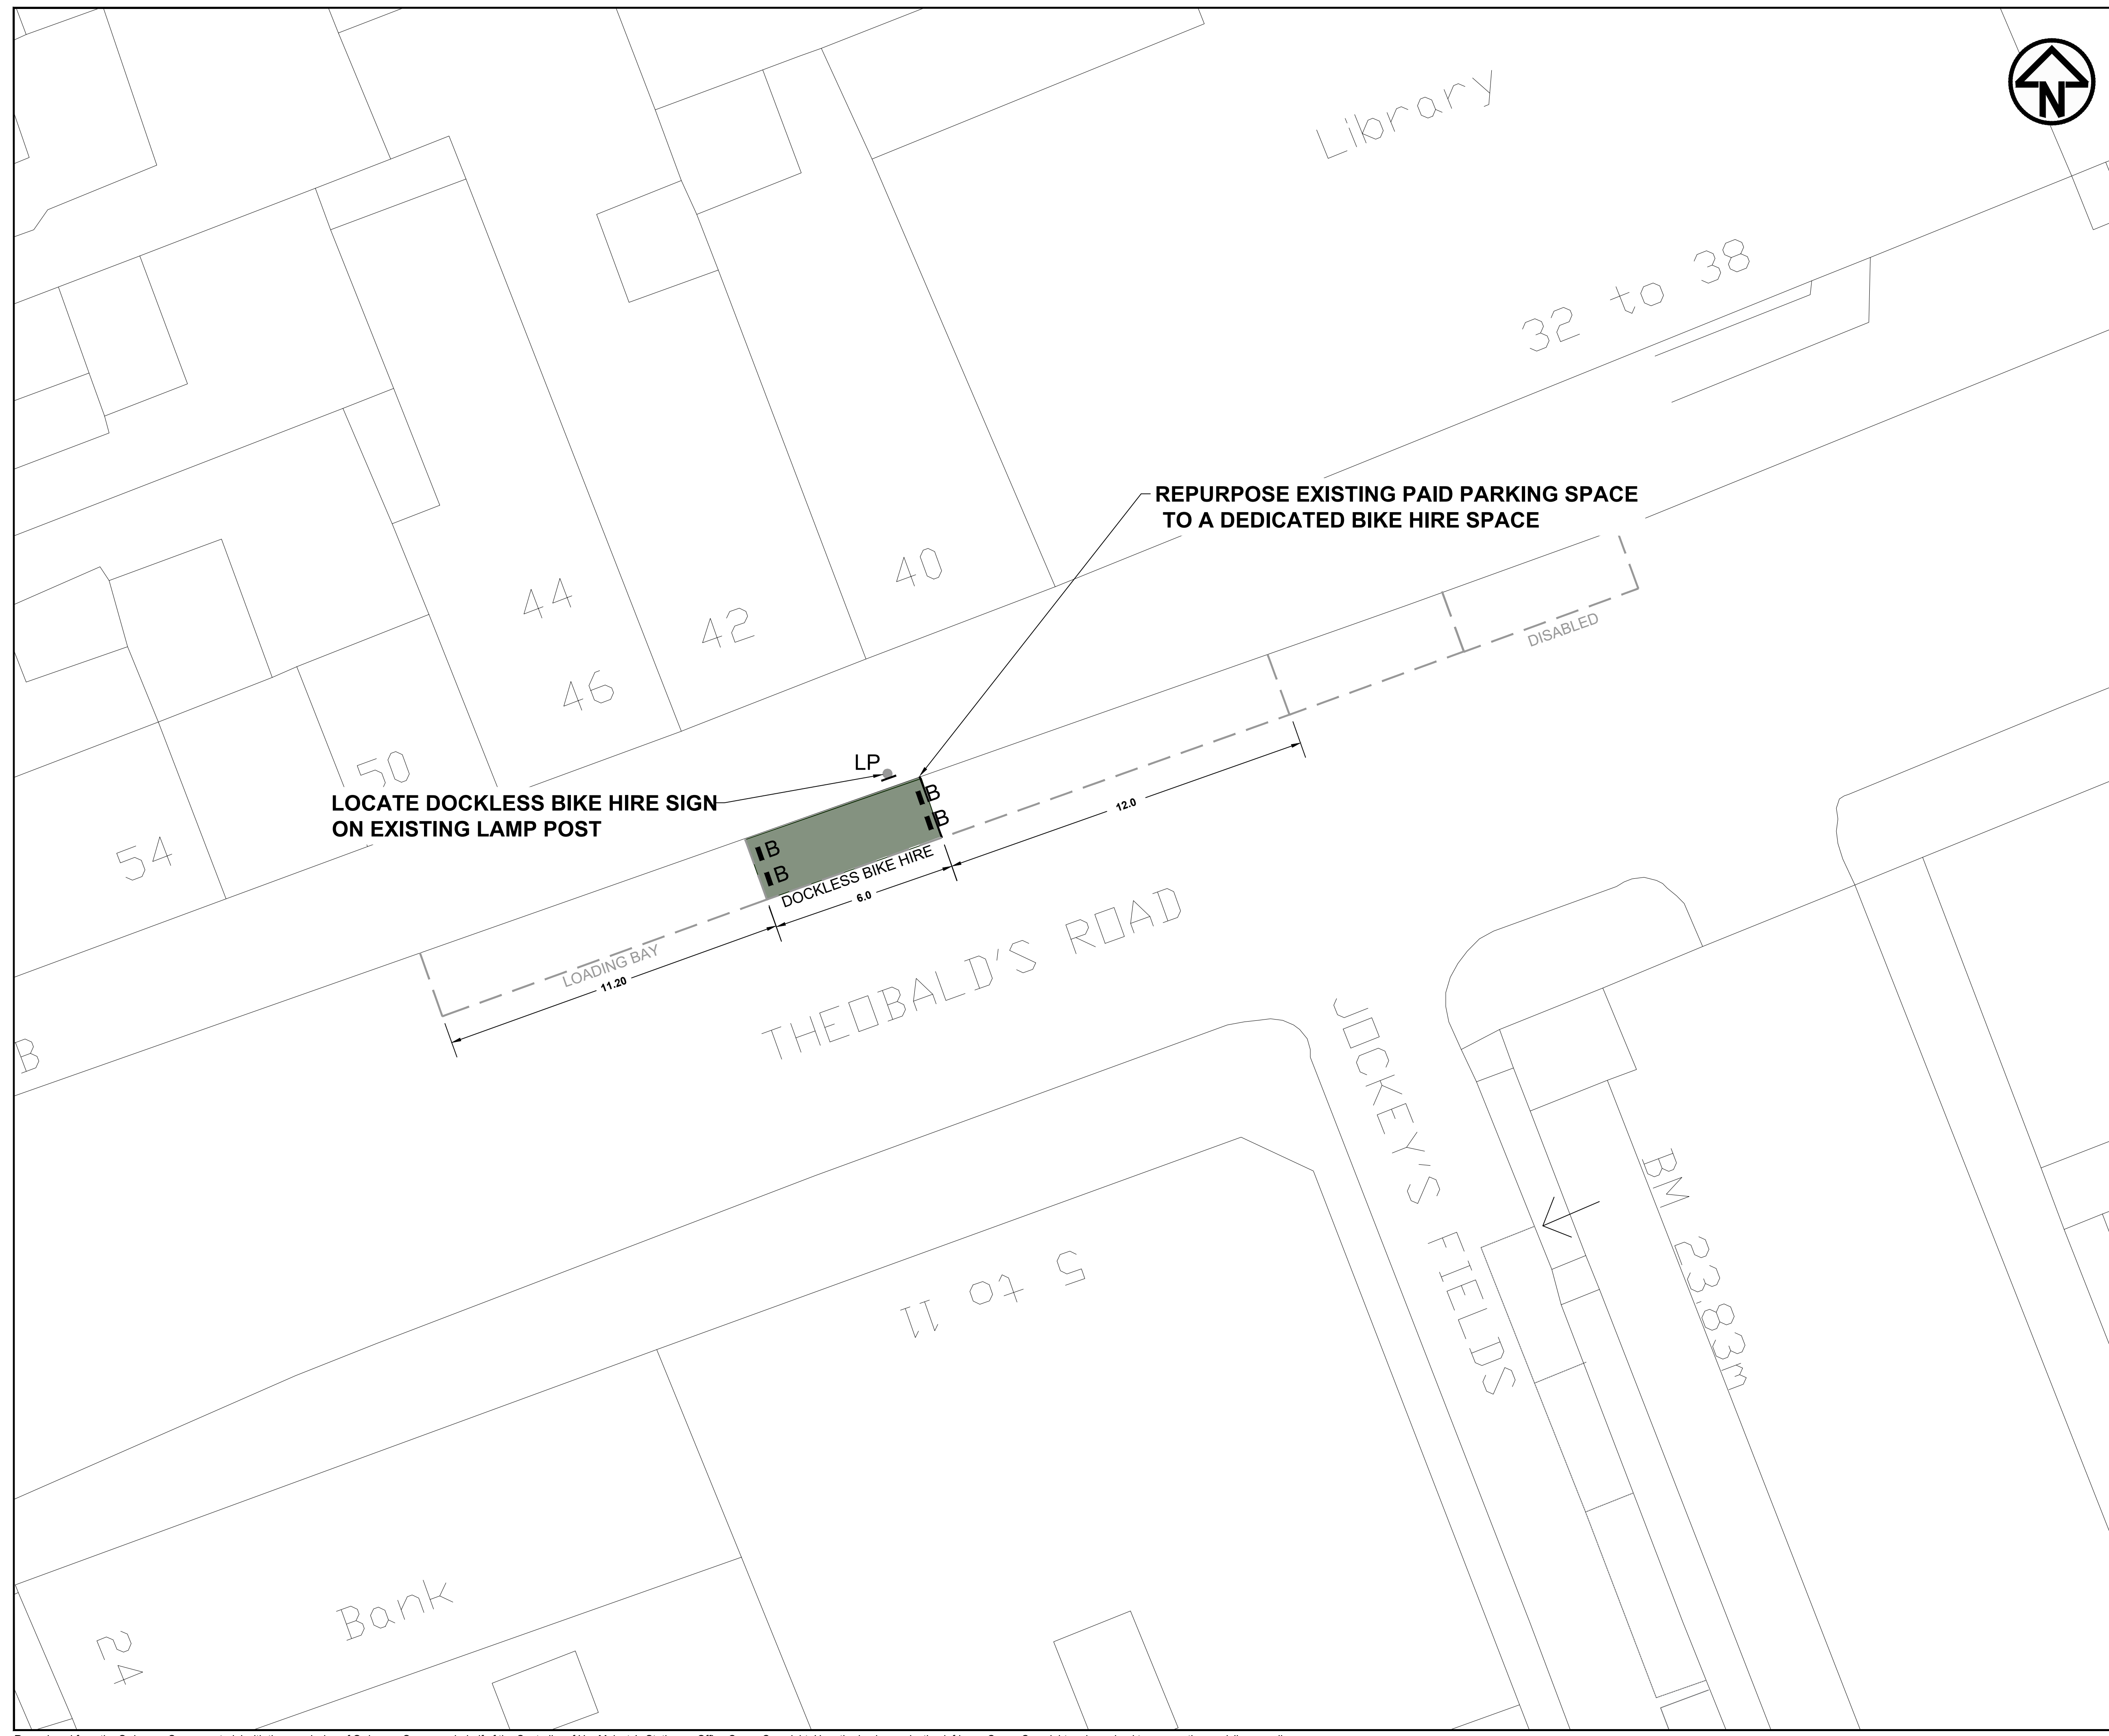 N
Library
32 to 38
REPURPOSE EXISTING PAID PARKING SPACE
TO A DEDICATED BIKE HIRE SPACE
40
44
42
46
DISABLED
50
LP
LOCATE DOCKLESS BIKE HIRE SIGN
ON EXISTING LAMP POST
B
B
B
B
12.0
54
DOCKLESS BIKE HIRE
6.0
LOADING BAY
11.20
THEOBALD'S ROAD
B
JOCKEY'S FIELDS
BM 23.83m
5 to 11
Bank
24